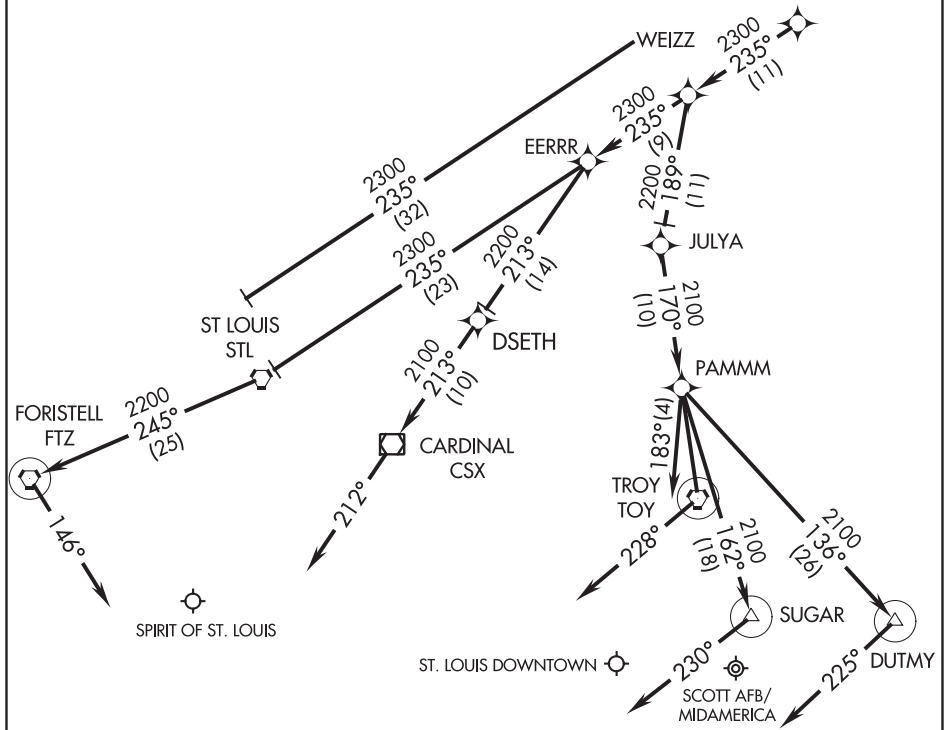 2300
235°
(11)
WEIZZ
2300
235°
(9)
EERRR
2200
189°
(11)
2300
235°
(32)
JULYA
2300
235°
(23)
2200
213°
(14)
2100
170°
(10)
ST LOUIS
STL
DSETH
2100
213°
(10)
PAMMM
FORISTELL
FTZ
2200
245°
(25)
CARDINAL
CSX
183°(4)
TROY
TOY
2100
162°
(18)
2100
136°
(26)
146°
212°
228°
SPIRIT OF ST. LOUIS
SUGAR
DUTMY
ST. LOUIS DOWNTOWN
230°
225°
SCOTT AFB/
MIDAMERICA